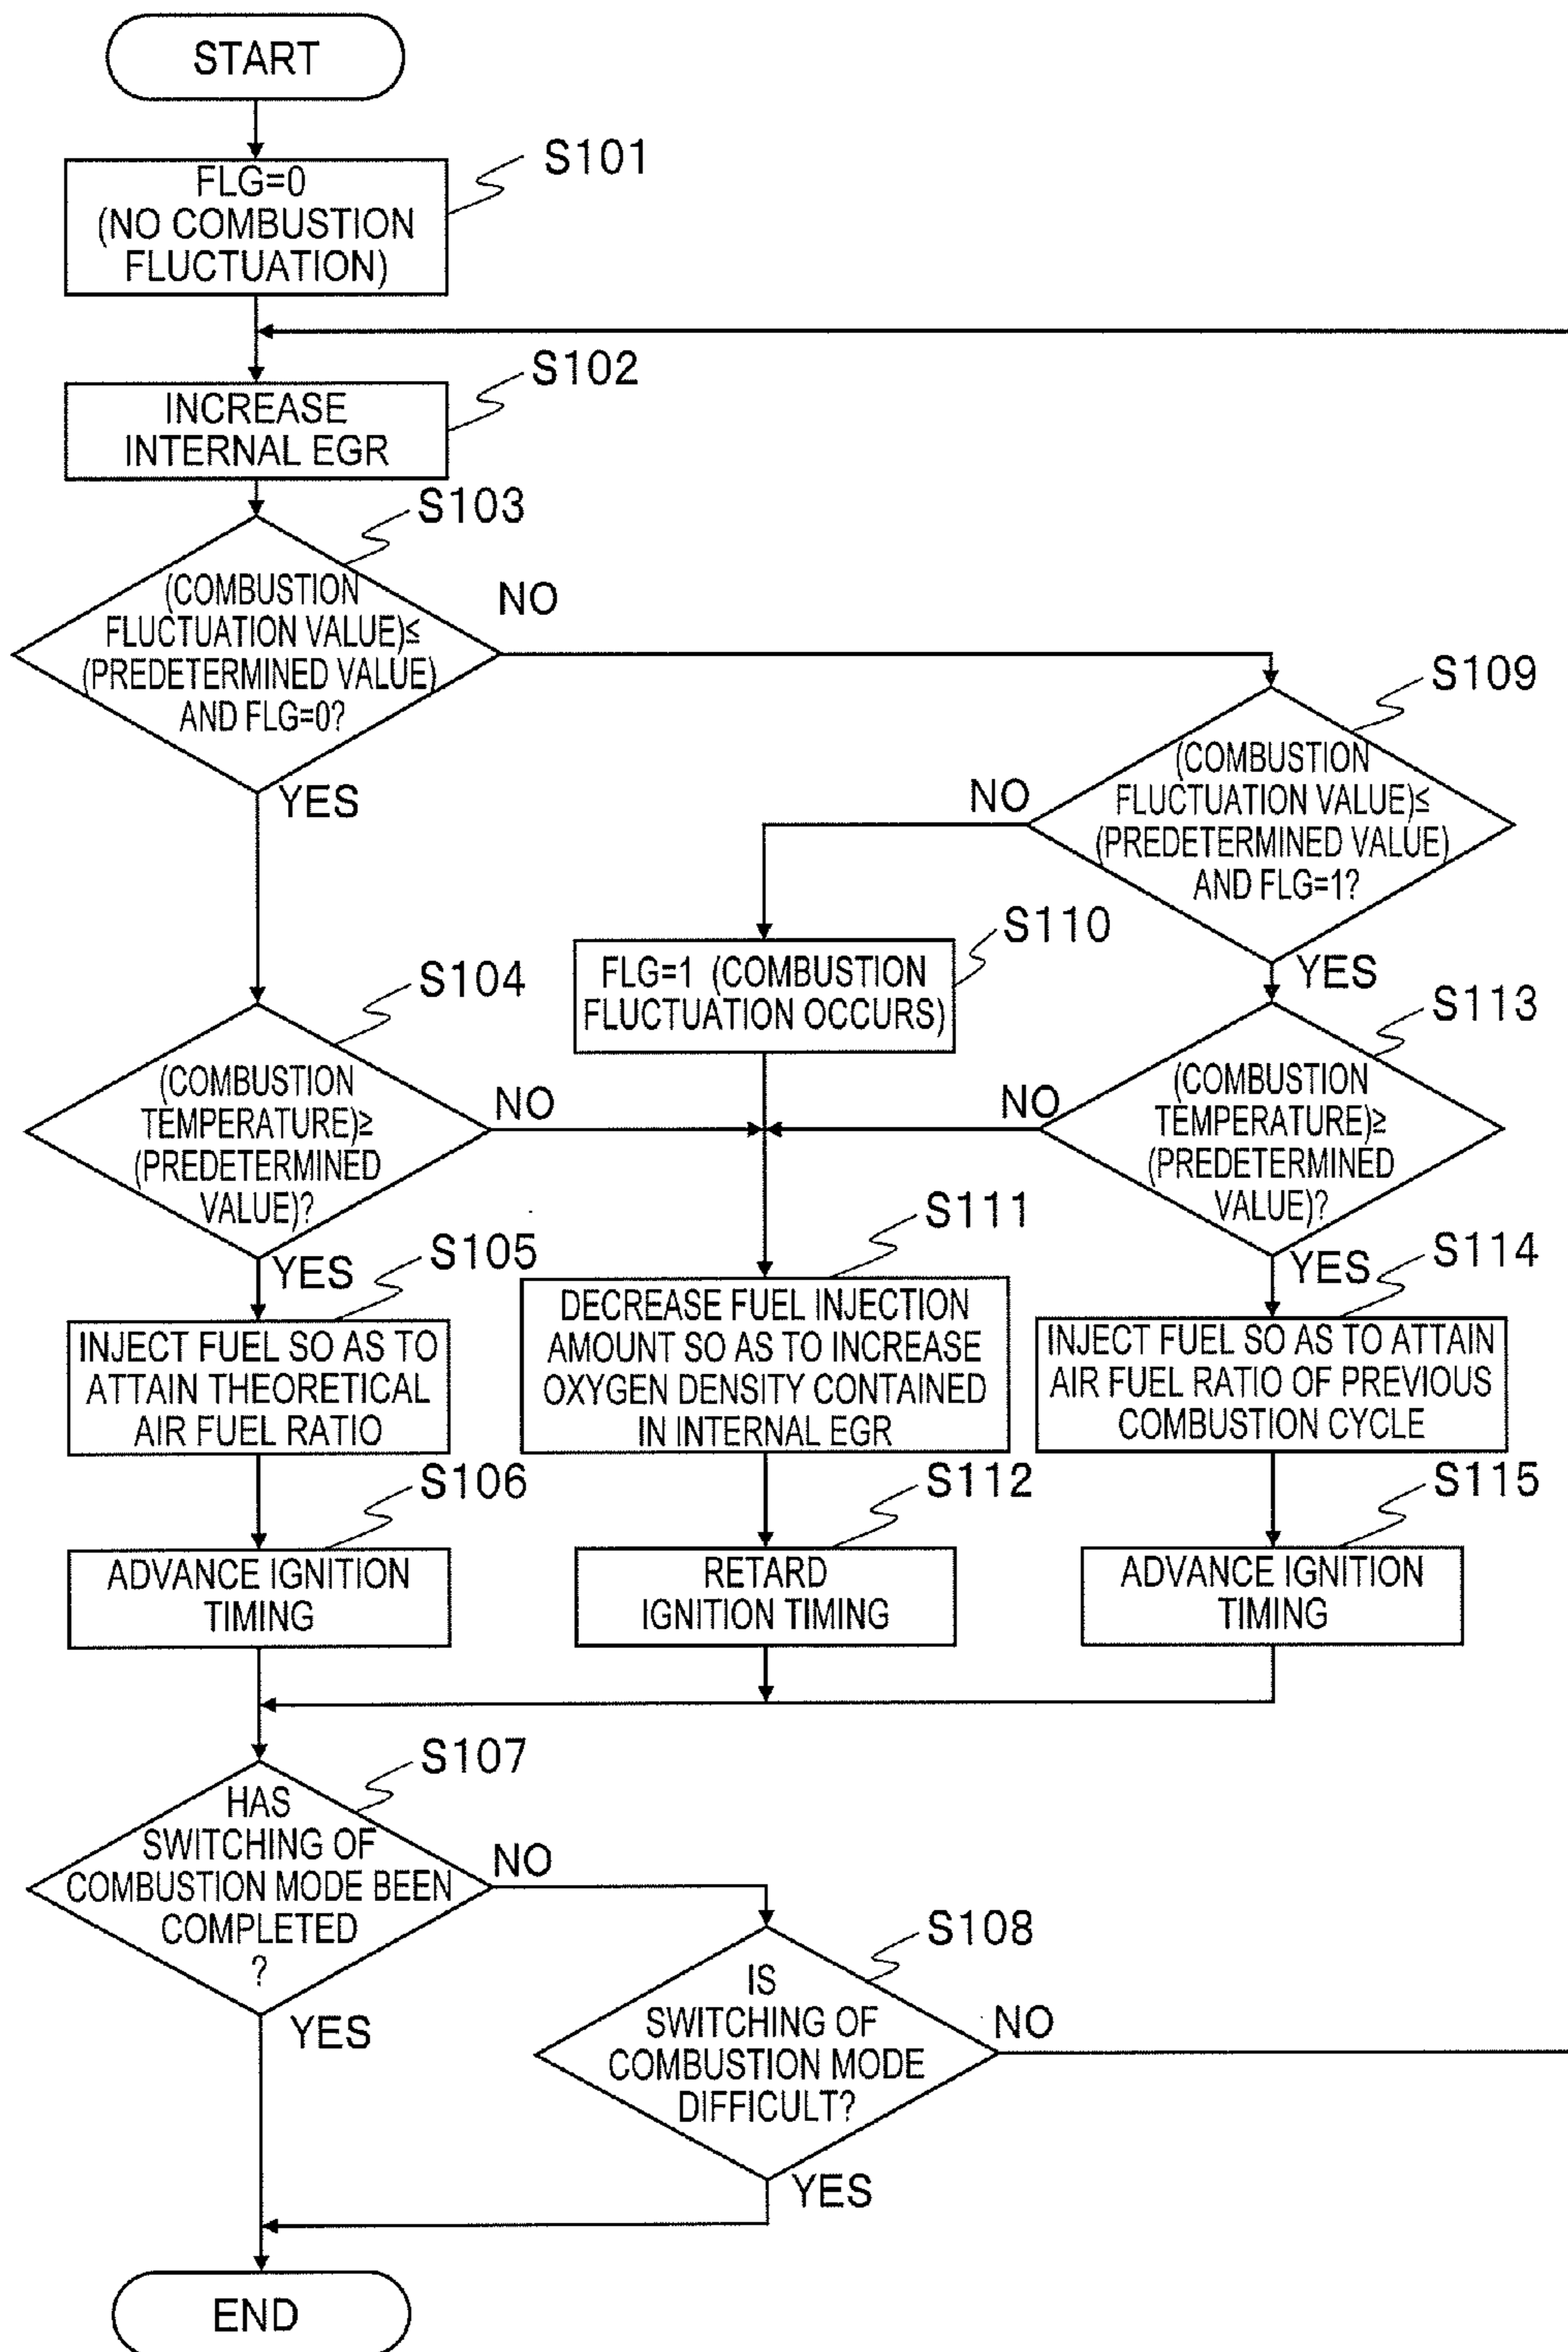 START
S101
FLG=0
(NO COMBUSTION
FLUCTUATION)
S102
INCREASE
INTERNAL EGR
S103
(COMBUSTION
FLUCTUATION VALUE)≤
(PREDETERMINED VALUE)
AND FLG=0?
NO
YES
S109
(COMBUSTION
FLUCTUATION VALUE)≤
(PREDETERMINED VALUE)
AND FLG=1?
NO
YES
S110
FLG=1 (COMBUSTION
FLUCTUATION OCCURS)
S104
(COMBUSTION
TEMPERATURE)≥
(PREDETERMINED
VALUE)?
NO
YES
S113
(COMBUSTION
TEMPERATURE)≥
(PREDETERMINED
VALUE)?
NO
YES
S105
INJECT FUEL SO AS TO
ATTAIN THEORETICAL
AIR FUEL RATIO
S111
DECREASE FUEL INJECTION
AMOUNT SO AS TO INCREASE
OXYGEN DENSITY CONTAINED
IN INTERNAL EGR
S114
INJECT FUEL SO AS TO ATTAIN
AIR FUEL RATIO OF PREVIOUS
COMBUSTION CYCLE
S106
ADVANCE IGNITION
TIMING
S112
RETARD
IGNITION TIMING
S115
ADVANCE IGNITION
TIMING
S107
HAS
SWITCHING OF
COMBUSTION MODE BEEN
COMPLETED
?
NO
YES
S108
IS
SWITCHING OF
COMBUSTION MODE
DIFFICULT?
NO
YES
END